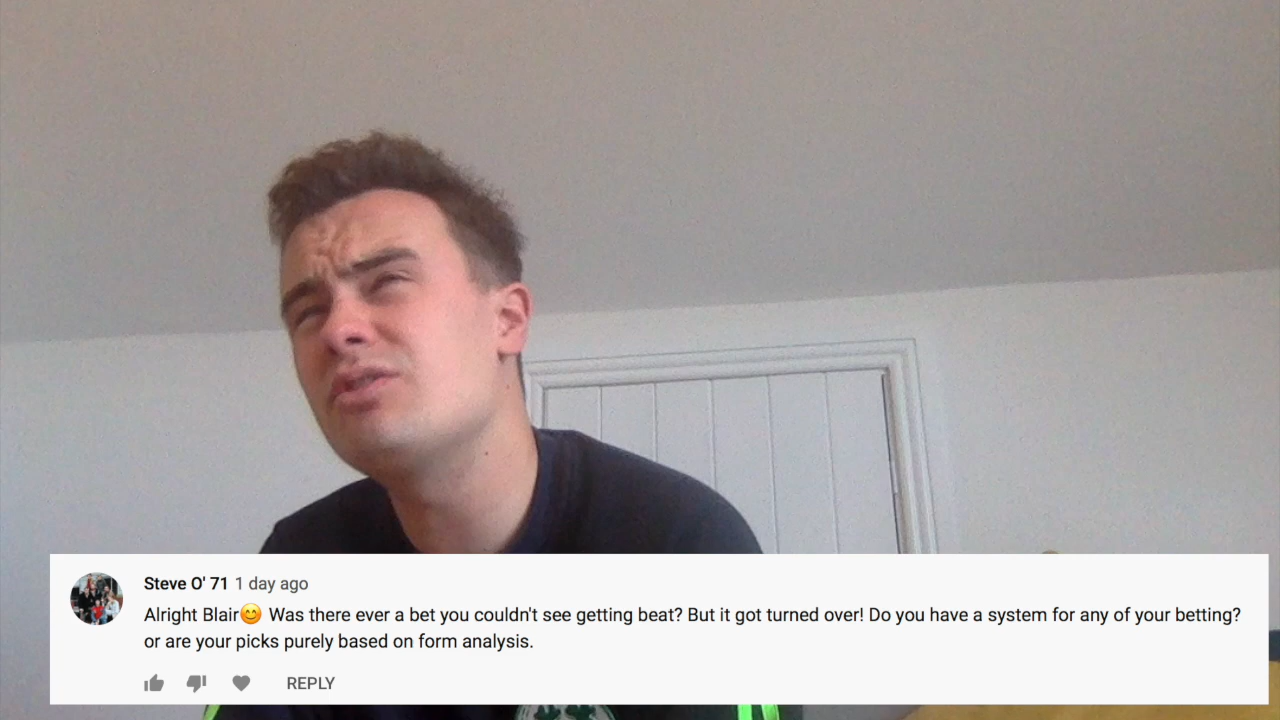 Steve O' 71 1 day ago
Alright Blair😊 Was there ever a bet you couldn't see getting beat? But it got turned over! Do you have a system for any of your betting?
or are your picks purely based on form analysis.
REPLY